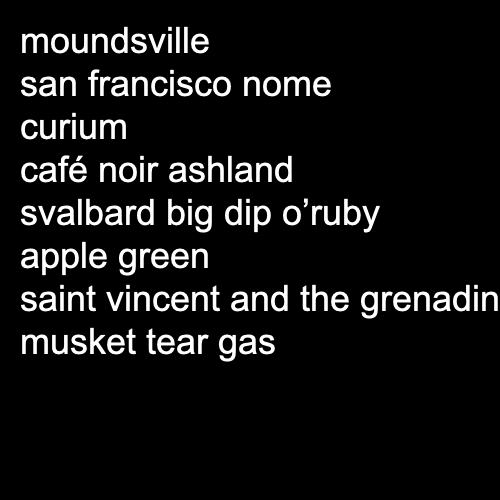 moundsville
san francisco nome
curium
café noir ashland
svalbard big dip o’ruby
apple green
saint vincent and the grenadin
musket tear gas